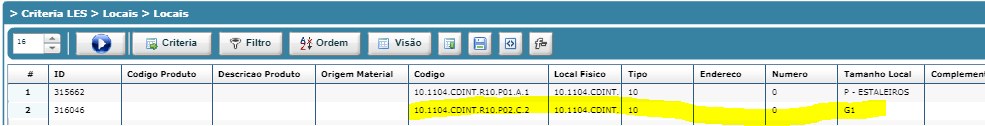 > Criteria LES > Locais > Locais
16 Criteria Filtro Ordem Visão
# ID Codigo Produto Descricao Produto Origem Material Codigo Local Fisico Tipo Endereco Numero Tamanho Local Complemen
1 315662 10.1104.CDINT.R10.P01.A.1 10.1104.CDINT. 10 0 P - ESTALEIROS
2 316046 10.1104.CDINT.R10.P02.C.2 10.1104.CDINT. 10 0 G1